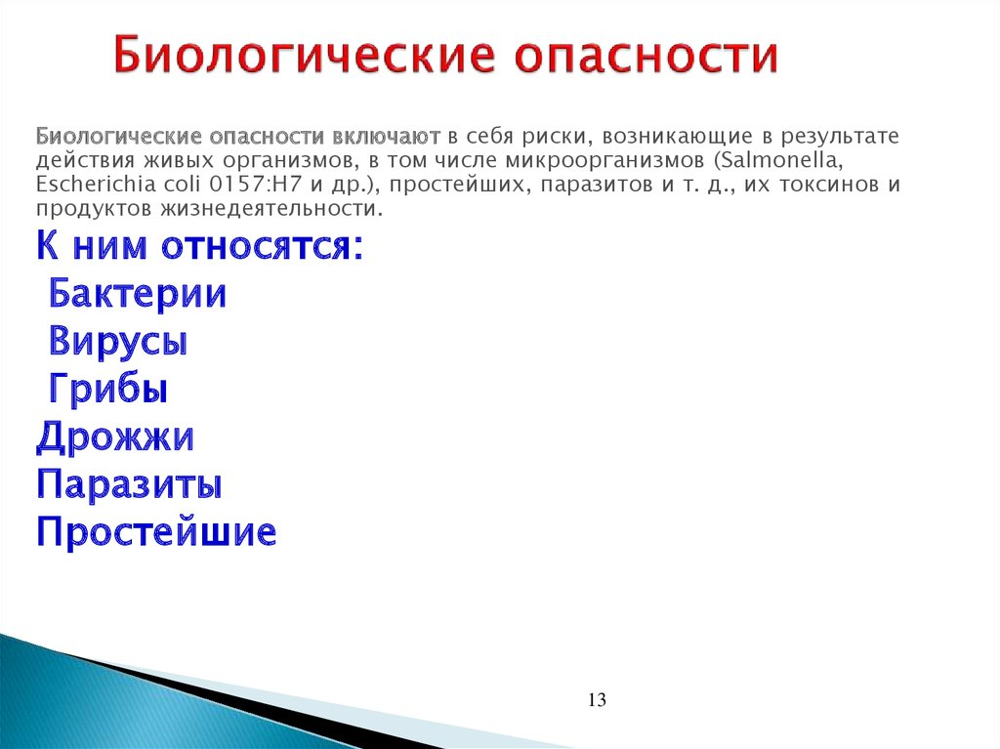 Биологические опасности
Биологические опасности включают в себя риски, возникающие в результате
действия живых организмов, в том числе микроорганизмов (Salmonella,
Escherichia coli 0157:H7 и др.), простейших, паразитов и т. д., их токсинов и
продуктов жизнедеятельности.
К ним относятся:
Бактерии
Вирусы
Грибы
Дрожжи
Паразиты
Простейшие
13